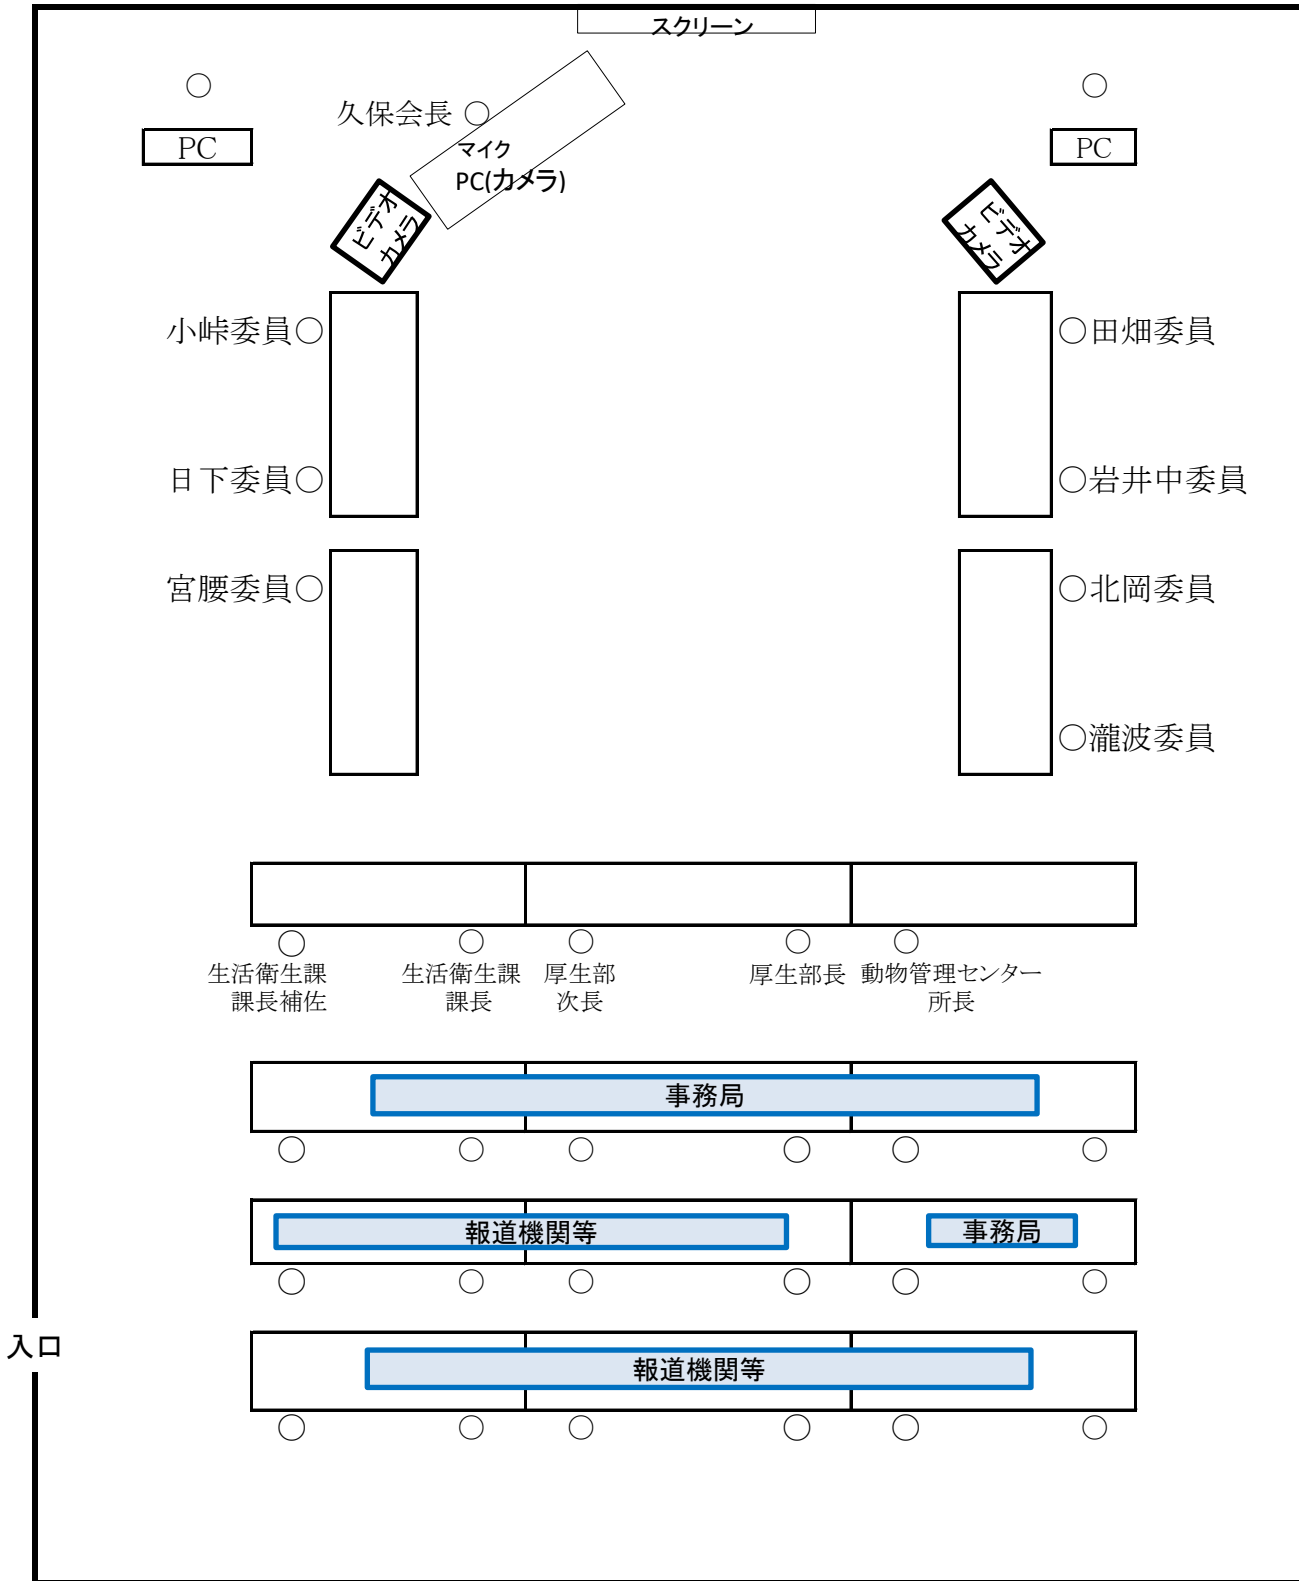 スクリーン
久保会長 ○
マイク
PC(カメラ)
PC
PC
ビデオ
カメラ
ビデオ
カメラ
小峠委員○
○田畑委員
日下委員○
○岩井中委員
宮腰委員○
○北岡委員
○瀧波委員
生活衛生課
課長補佐
生活衛生課
課長
厚生部
次長
厚生部長
動物管理センター
所長
事務局
報道機関等
事務局
入口
報道機関等